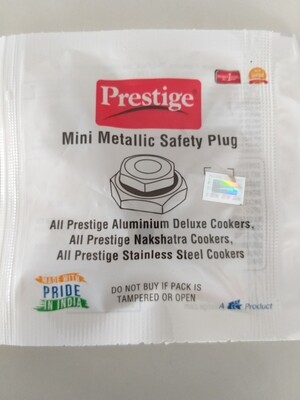 Prestige
Mini Metallic Safety Plug
All Prestige Aluminium Deluxe Cookers,
All Prestige Nakshatra Cookers,
All Prestige Stainless Steel Cookers
MADE WITH
PRIDE
IN INDIA
DO NOT BUY IF PACK IS
TAMPERED OR OPEN
A
Product